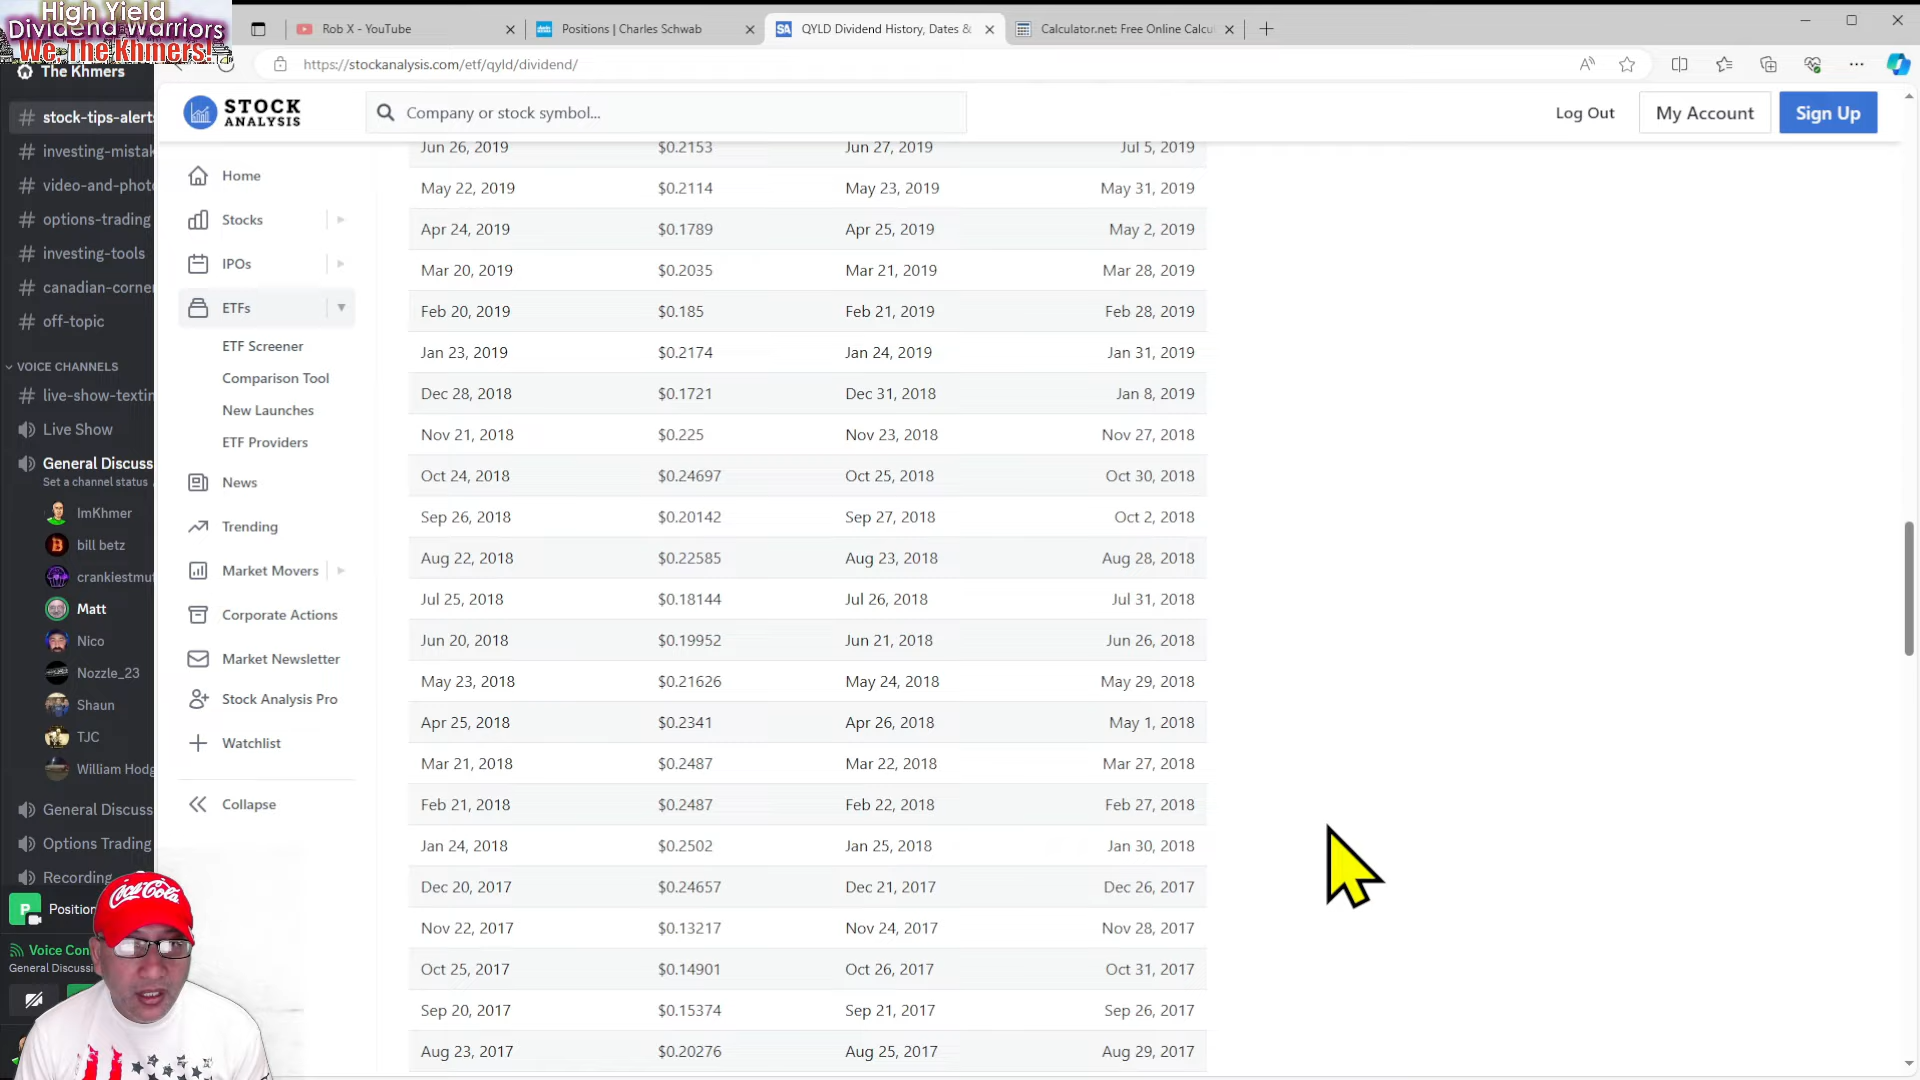 High Yield
Dividend Warriors
We The Khmers!
Rob X - YouTube
Positions | Charles Schwab
QYLD Dividend History, Dates &
Calculator.net: Free Online Calcu
https://stockanalysis.com/etf/qyld/dividend/
The Khmers
stock-tips-alerts
investing-mistak
video-and-photo
options-trading
investing-tools
canadian-corner
off-topic
VOICE CHANNELS
live-show-textin
Live Show
General Discuss
Set a channel status
ImKhmer
bill betz
crankiestmut
Matt
Nico
Nozzle_23
Shaun
TJC
William Hodg
General Discuss
Options Trading
Recording
P
Position
Voice Con
General Discussi
Coca-Cola
STOCK
ANALYSIS
Company or stock symbol...
Log Out
My Account
Sign Up
Home
Stocks
IPOs
ETFs
ETF Screener
Comparison Tool
New Launches
ETF Providers
News
Trending
Market Movers
Corporate Actions
Market Newsletter
Stock Analysis Pro
Watchlist
Collapse
Jun 26, 2019 $0.2153 Jun 27, 2019 Jul 5, 2019
May 22, 2019 $0.2114 May 23, 2019 May 31, 2019
Apr 24, 2019 $0.1789 Apr 25, 2019 May 2, 2019
Mar 20, 2019 $0.2035 Mar 21, 2019 Mar 28, 2019
Feb 20, 2019 $0.185 Feb 21, 2019 Feb 28, 2019
Jan 23, 2019 $0.2174 Jan 24, 2019 Jan 31, 2019
Dec 28, 2018 $0.1721 Dec 31, 2018 Jan 8, 2019
Nov 21, 2018 $0.225 Nov 23, 2018 Nov 27, 2018
Oct 24, 2018 $0.24697 Oct 25, 2018 Oct 30, 2018
Sep 26, 2018 $0.20142 Sep 27, 2018 Oct 2, 2018
Aug 22, 2018 $0.22585 Aug 23, 2018 Aug 28, 2018
Jul 25, 2018 $0.18144 Jul 26, 2018 Jul 31, 2018
Jun 20, 2018 $0.19952 Jun 21, 2018 Jun 26, 2018
May 23, 2018 $0.21626 May 24, 2018 May 29, 2018
Apr 25, 2018 $0.2341 Apr 26, 2018 May 1, 2018
Mar 21, 2018 $0.2487 Mar 22, 2018 Mar 27, 2018
Feb 21, 2018 $0.2487 Feb 22, 2018 Feb 27, 2018
Jan 24, 2018 $0.2502 Jan 25, 2018 Jan 30, 2018
Dec 20, 2017 $0.24657 Dec 21, 2017 Dec 26, 2017
Nov 22, 2017 $0.13217 Nov 24, 2017 Nov 28, 2017
Oct 25, 2017 $0.14901 Oct 26, 2017 Oct 31, 2017
Sep 20, 2017 $0.15374 Sep 21, 2017 Sep 26, 2017
Aug 23, 2017 $0.20276 Aug 25, 2017 Aug 29, 2017